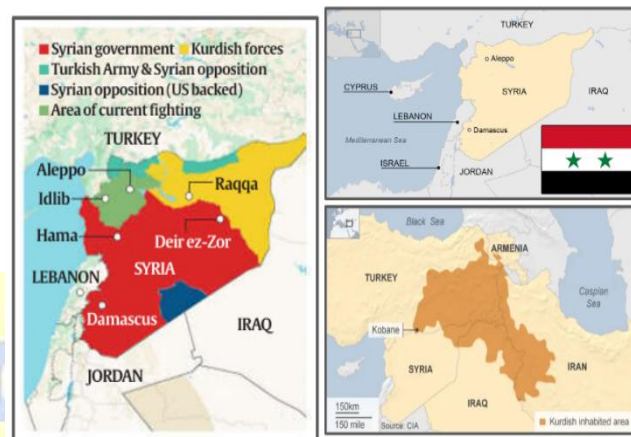 Syrian government
Kurdish forces
Turkish Army & Syrian opposition
Syrian opposition (US backed)
Area of current fighting
TURKEY
Aleppo
Idlib
Raqqa
Hama
Deir ez-Zor
SYRIA
LEBANON
Damascus
IRAQ
JORDAN
TURKEY
Aleppo
CYPRUS
SYRIA
IRAQ
LEBANON
Mediterranean Sea
Damascus
ISRAEL
JORDAN
Black Sea
ARMENIA
TURKEY
Caspian
Sea
Kobane
SYRIA
IRAN
IRAQ
150km
150 mile
Source: CIA
Kurdish inhabited area